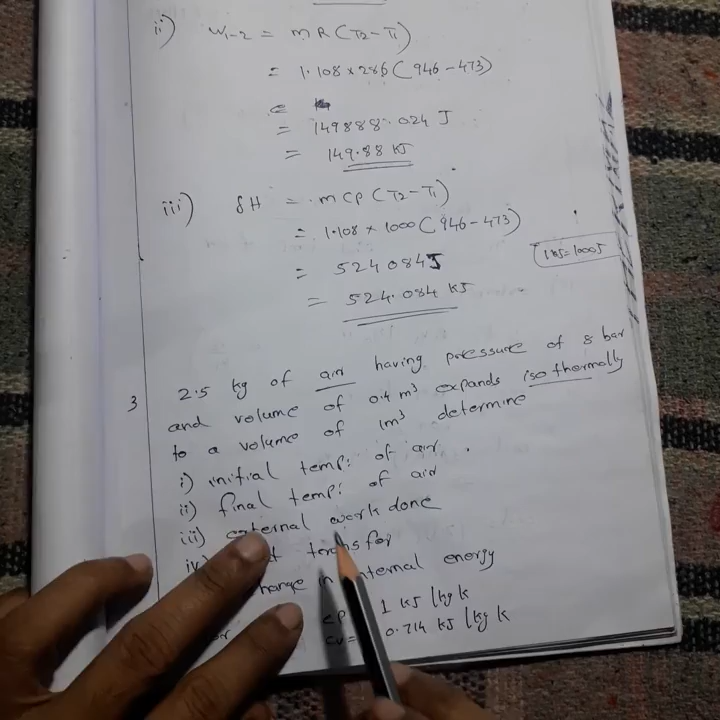 ii) W1-2 = mR(T2-T1)
= 1.108 x 286 (946-473)
=
= 149888.024 J
= 149.88 KJ
iii) δH = mCP(T2-T1)
= 1.108 x 1000 (946-473)
1KJ=1000J
= 524084J
= 524.084 KJ
3 2.5 kg of air having pressure of 8 bar
and volume of 0.4 m³ expands isothermally
to a volume of 1m³ determine
i) initial temp: of air.
ii) final temp: of air
iii) external work done
iv) transfer
change in internal energy
CP 1 KJ/kg k
CV= 0.714 KJ/kg k